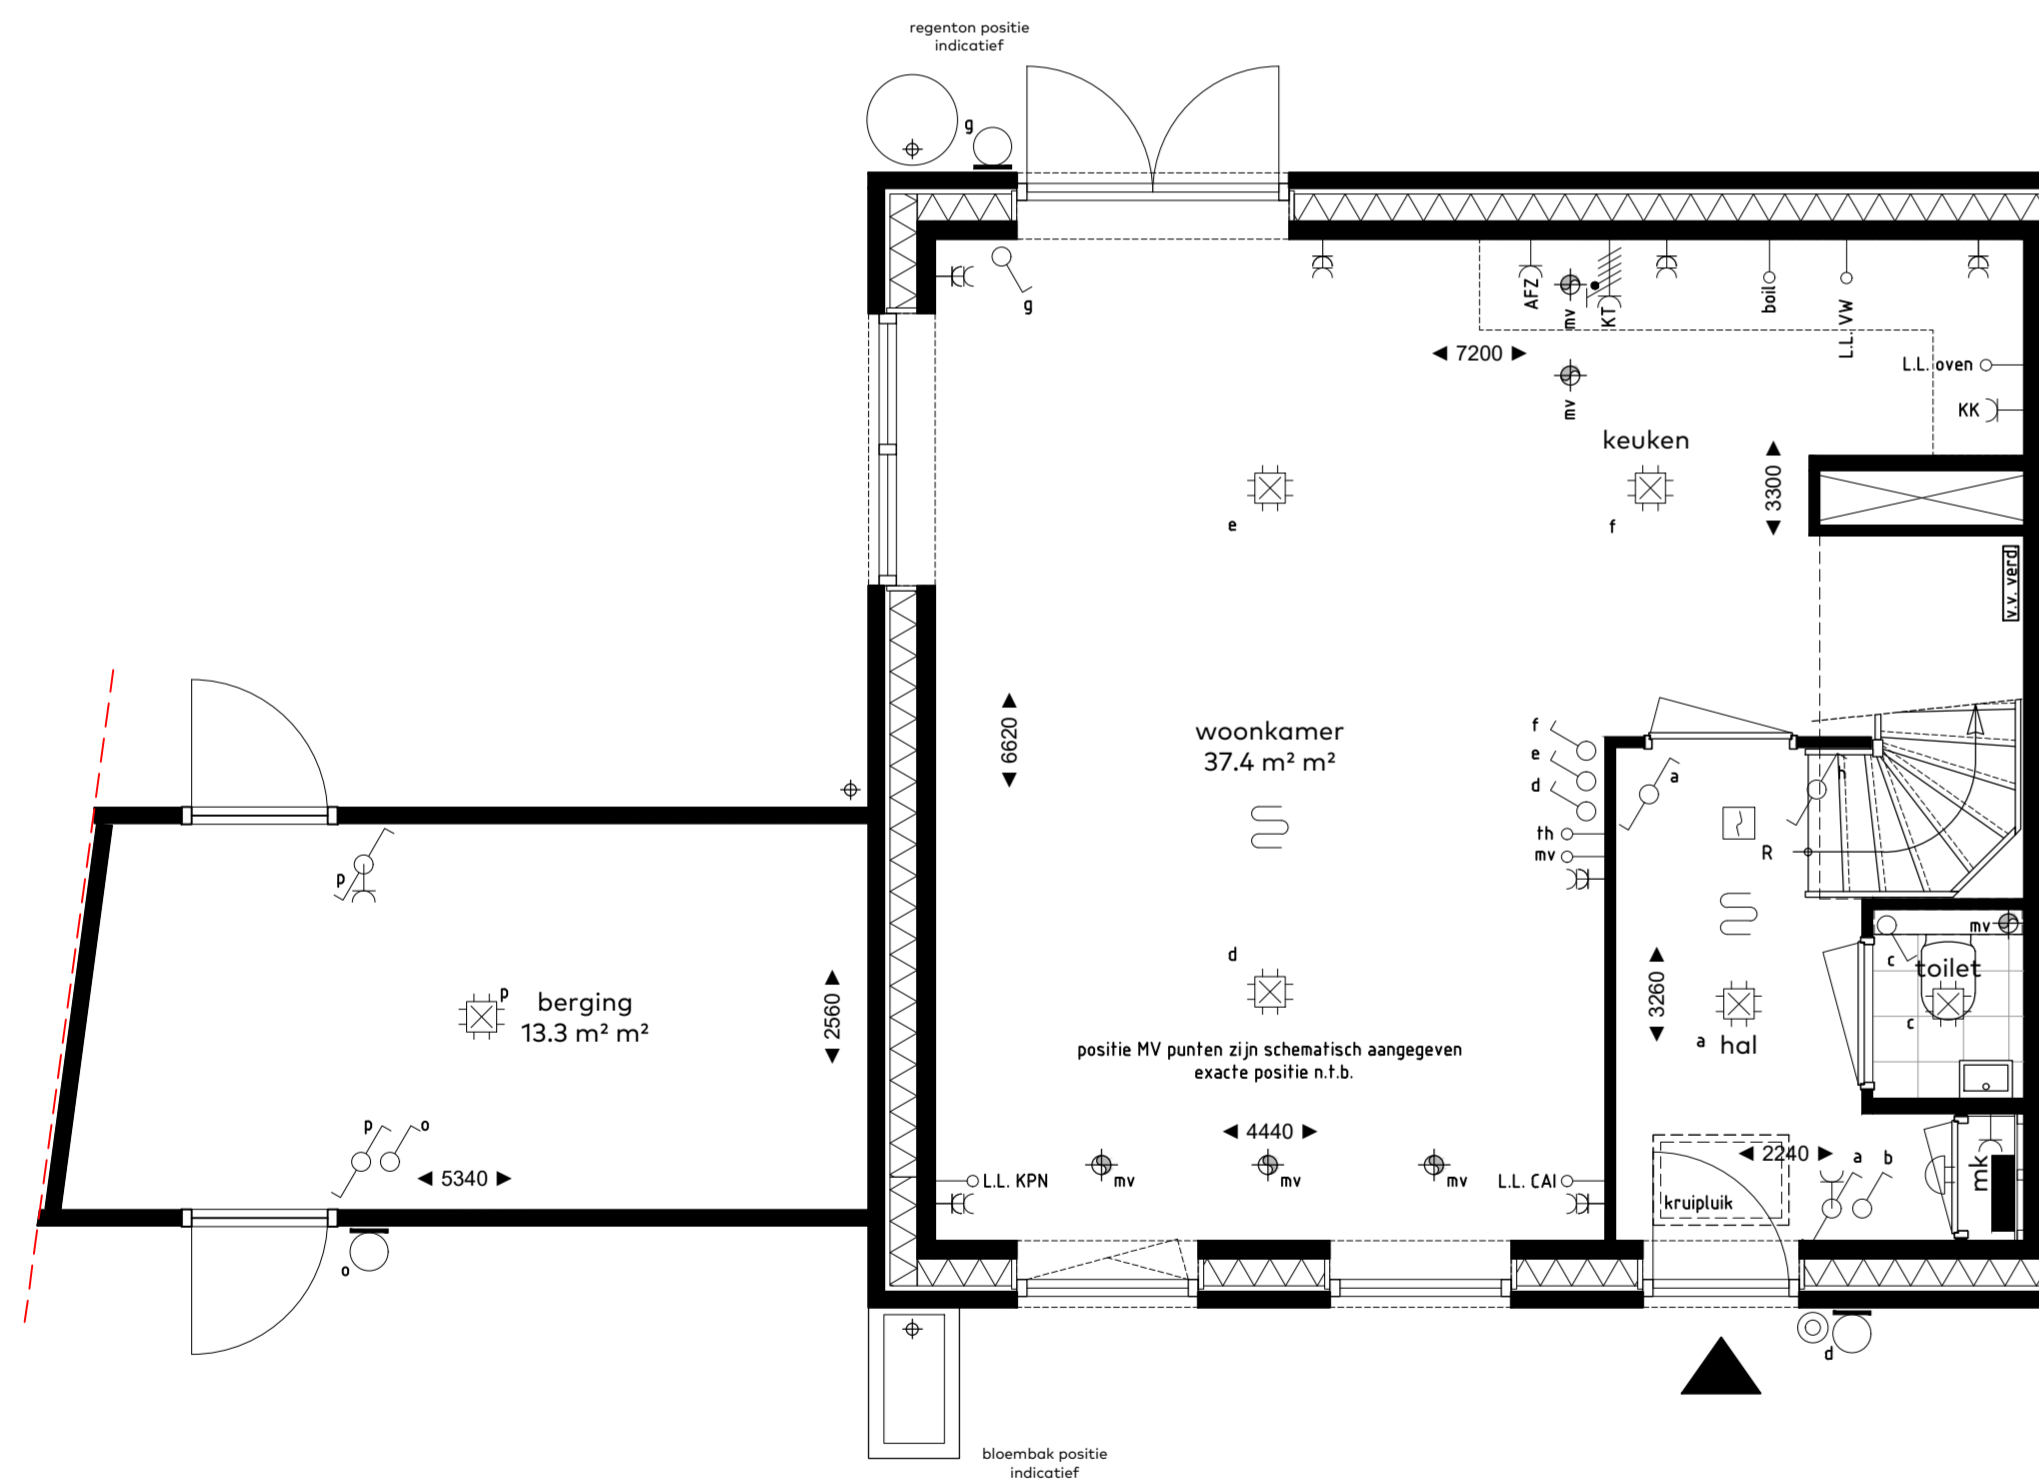 regenton positie
indicatief
g
g
AFZ
mv
KT
boil
L.L. VW
7200
mv
L.L. oven
KK
keuken
3300
e
f
v.v. verd
woonkamer
37.4 m² m²
6620
f
e
d
th
mv
a
h
R
mv
c
toilet
c
p
p
berging
13.3 m² m²
2560
d
3260
a
hal
positie MV punten zijn schematisch aangegeven
exacte positie n.t.b.
4440
p
o
5340
L.L. KPN
mv
mv
mv
L.L. CAI
2240
a
b
mk
kruipluik
o
d
bloembak positie
indicatief